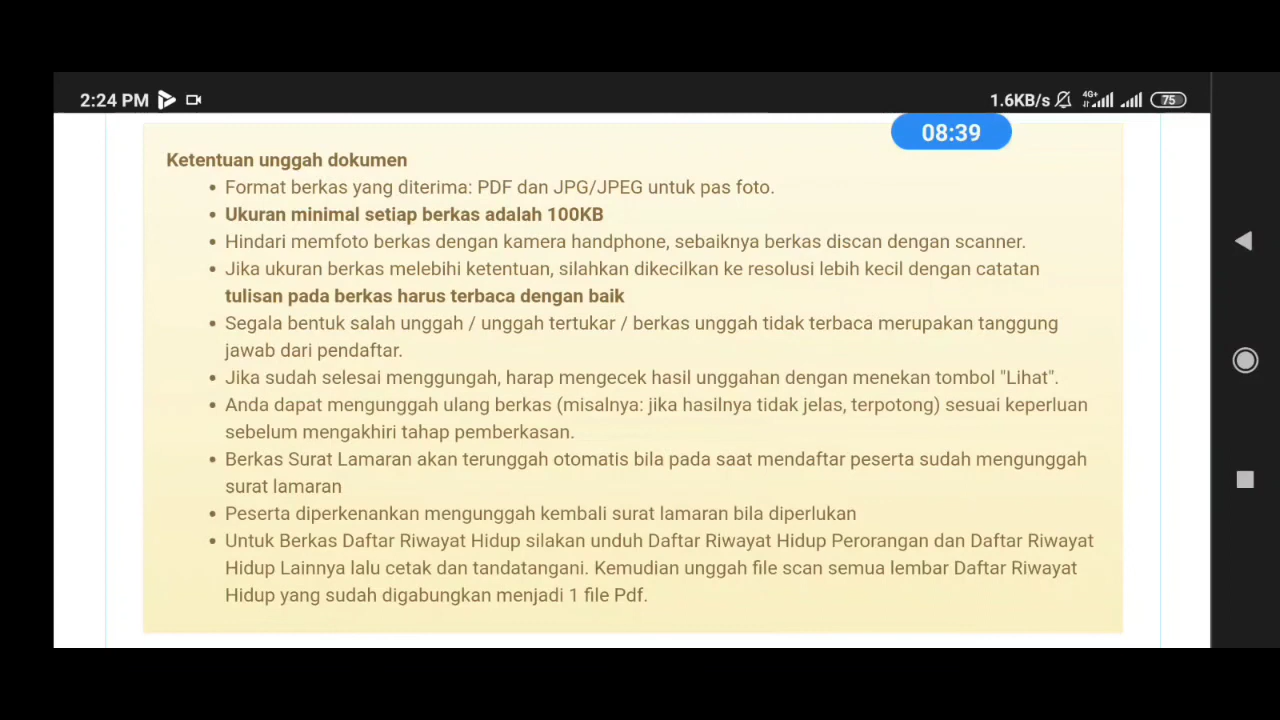 2:24 PM
1.6KB/s 4G+ 75
08:39
Ketentuan unggah dokumen
• Format berkas yang diterima: PDF dan JPG/JPEG untuk pas foto.
• Ukuran minimal setiap berkas adalah 100KB
• Hindari memfoto berkas dengan kamera handphone, sebaiknya berkas discan dengan scanner.
• Jika ukuran berkas melebihi ketentuan, silahkan dikecilkan ke resolusi lebih kecil dengan catatan
tulisan pada berkas harus terbaca dengan baik
• Segala bentuk salah unggah / unggah tertukar / berkas unggah tidak terbaca merupakan tanggung
jawab dari pendaftar.
• Jika sudah selesai menggungah, harap mengecek hasil unggahan dengan menekan tombol "Lihat".
• Anda dapat mengunggah ulang berkas (misalnya: jika hasilnya tidak jelas, terpotong) sesuai keperluan
sebelum mengakhiri tahap pemberkasan.
• Berkas Surat Lamaran akan terunggah otomatis bila pada saat mendaftar peserta sudah mengunggah
surat lamaran
• Peserta diperkenankan mengunggah kembali surat lamaran bila diperlukan
• Untuk Berkas Daftar Riwayat Hidup silakan unduh Daftar Riwayat Hidup Perorangan dan Daftar Riwayat
Hidup Lainnya lalu cetak dan tandatangani. Kemudian unggah file scan semua lembar Daftar Riwayat
Hidup yang sudah digabungkan menjadi 1 file Pdf.